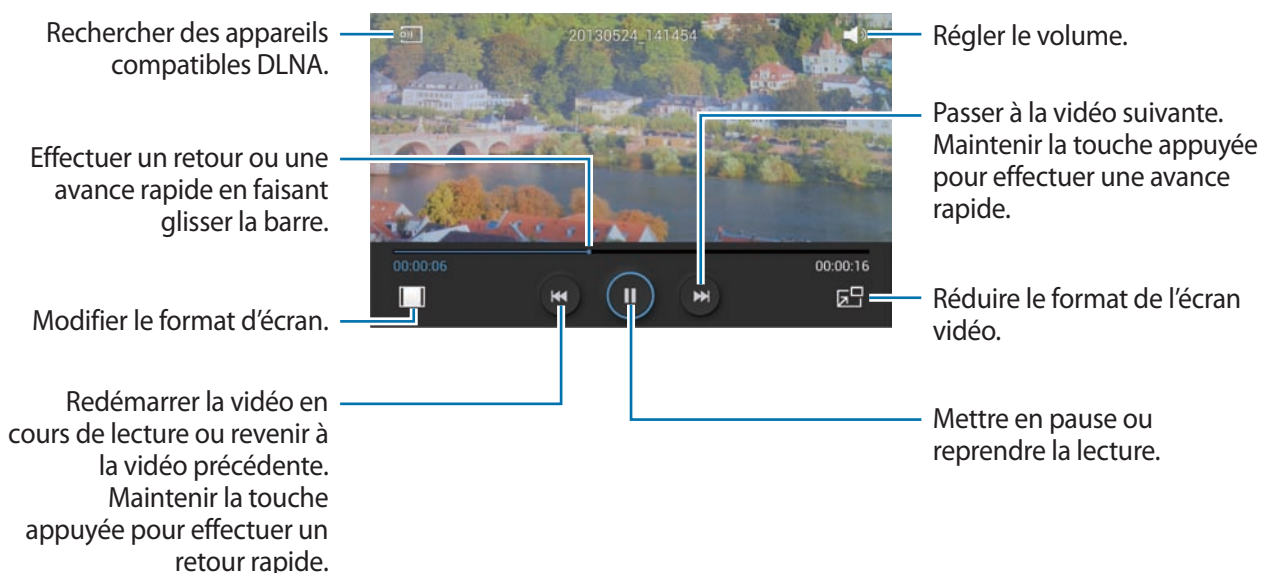 Rechercher des appareils
compatibles DLNA.
Effectuer un retour ou une
avance rapide en faisant
glisser la barre.
Modifier le format d’écran.
Redémarrer la vidéo en
cours de lecture ou revenir à
la vidéo précédente.
Maintenir la touche
appuyée pour effectuer un
retour rapide.
20130524_141454
00:00:06
00:00:16
Régler le volume.
Passer à la vidéo suivante.
Maintenir la touche appuyée
pour effectuer une avance
rapide.
Réduire le format de l’écran
vidéo.
Mettre en pause ou
reprendre la lecture.